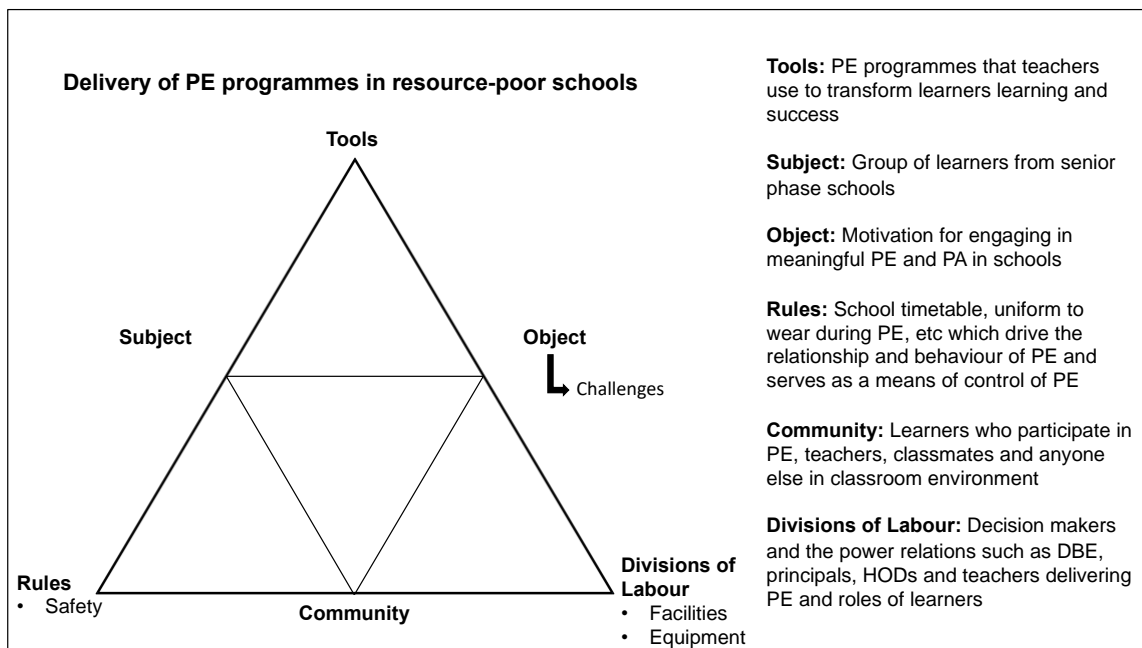 Delivery of PE programmes in resource-poor schools
Tools
Subject
Object
Challenges
Rules
• Safety
Community
Divisions of
Labour
• Facilities
• Equipment
Tools: PE programmes that teachers
use to transform learners learning and
success
Subject: Group of learners from senior
phase schools
Object: Motivation for engaging in
meaningful PE and PA in schools
Rules: School timetable, uniform to
wear during PE, etc which drive the
relationship and behaviour of PE and
serves as a means of control of PE
Community: Learners who participate in
PE, teachers, classmates and anyone
else in classroom environment
Divisions of Labour: Decision makers
and the power relations such as DBE,
principals, HODs and teachers delivering
PE and roles of learners